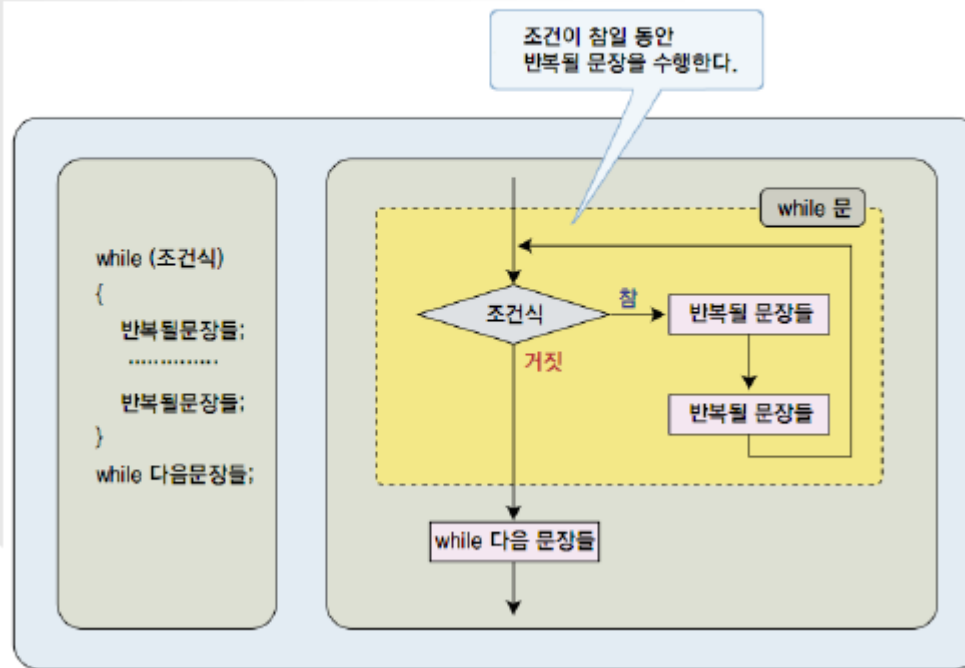 조건이 참일 동안
반복될 문장을 수행한다.
while (조건식)
{
반복될문장들;
··············
반복될문장들;
}
while 다음문장들;
while 문
조건식
참
반복될 문장들
거짓
반복될 문장들
while 다음 문장들